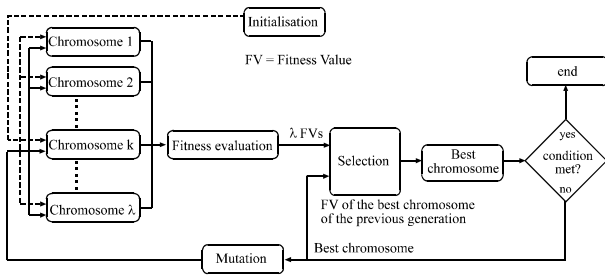 Initialisation
Chromosome 1
FV = Fitness Value
Chromosome 2
end
Chromosome k
Fitness evaluation
λ FVs
Selection
Best
chromosome
yes
condition
met?
no
Chromosome λ
FV of the best chromosome
of the previous generation
Mutation
Best chromosome